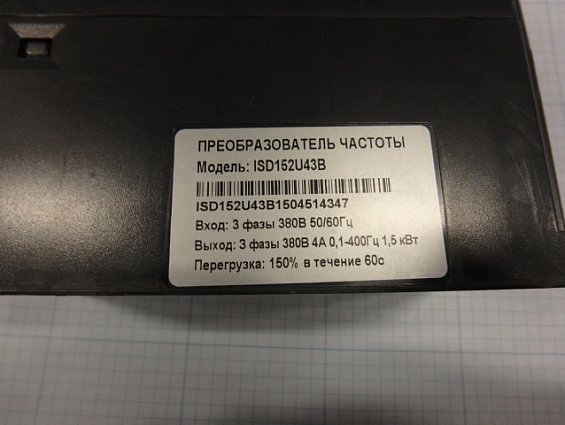 ПРЕОБРАЗОВАТЕЛЬ ЧАСТОТЫ
Модель: ISD152U43B
ISD152U43B1504514347
Вход: 3 фазы 380В 50/60Гц
Выход: 3 фазы 380В 4А 0,1-400Гц 1,5 кВт
Перегрузка: 150% в течение 60с